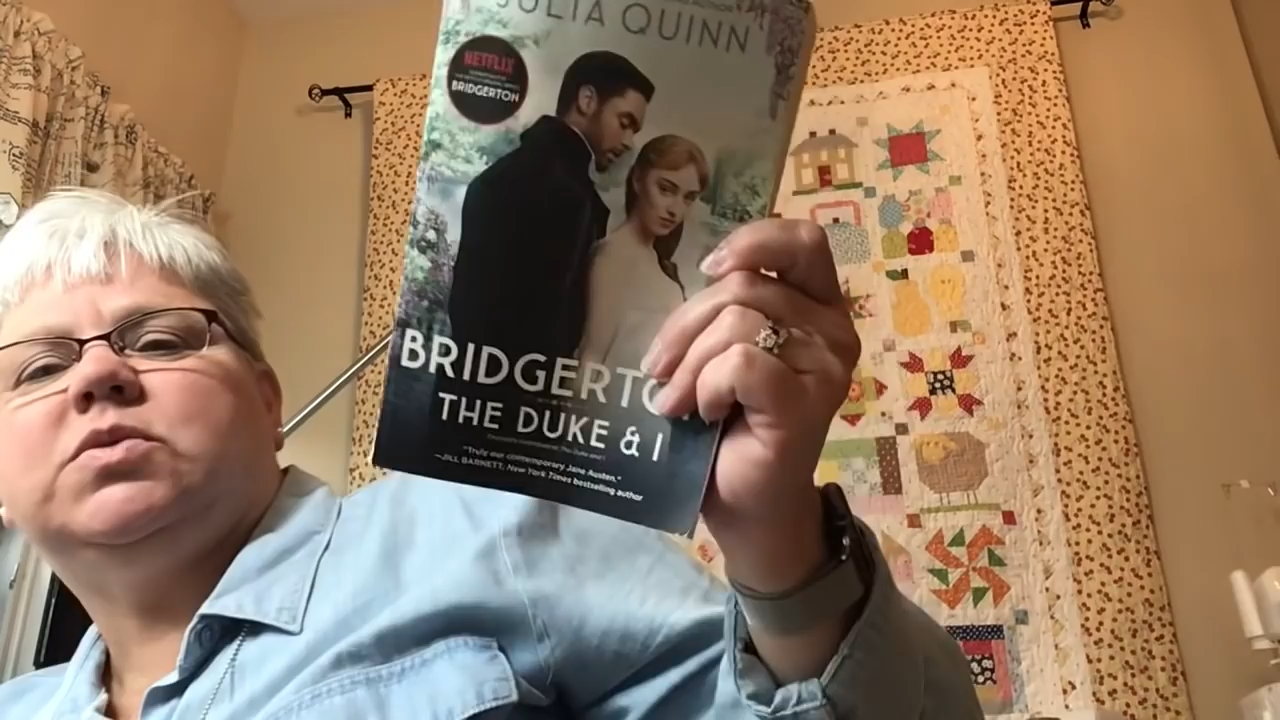 JULIA QUINN
NETFLIX
BRIDGERTON
BRIDGERTO
THE DUKE & I
"Truly our contemporary Jane Austen."
—JILL BARNETT, New York Times bestselling author